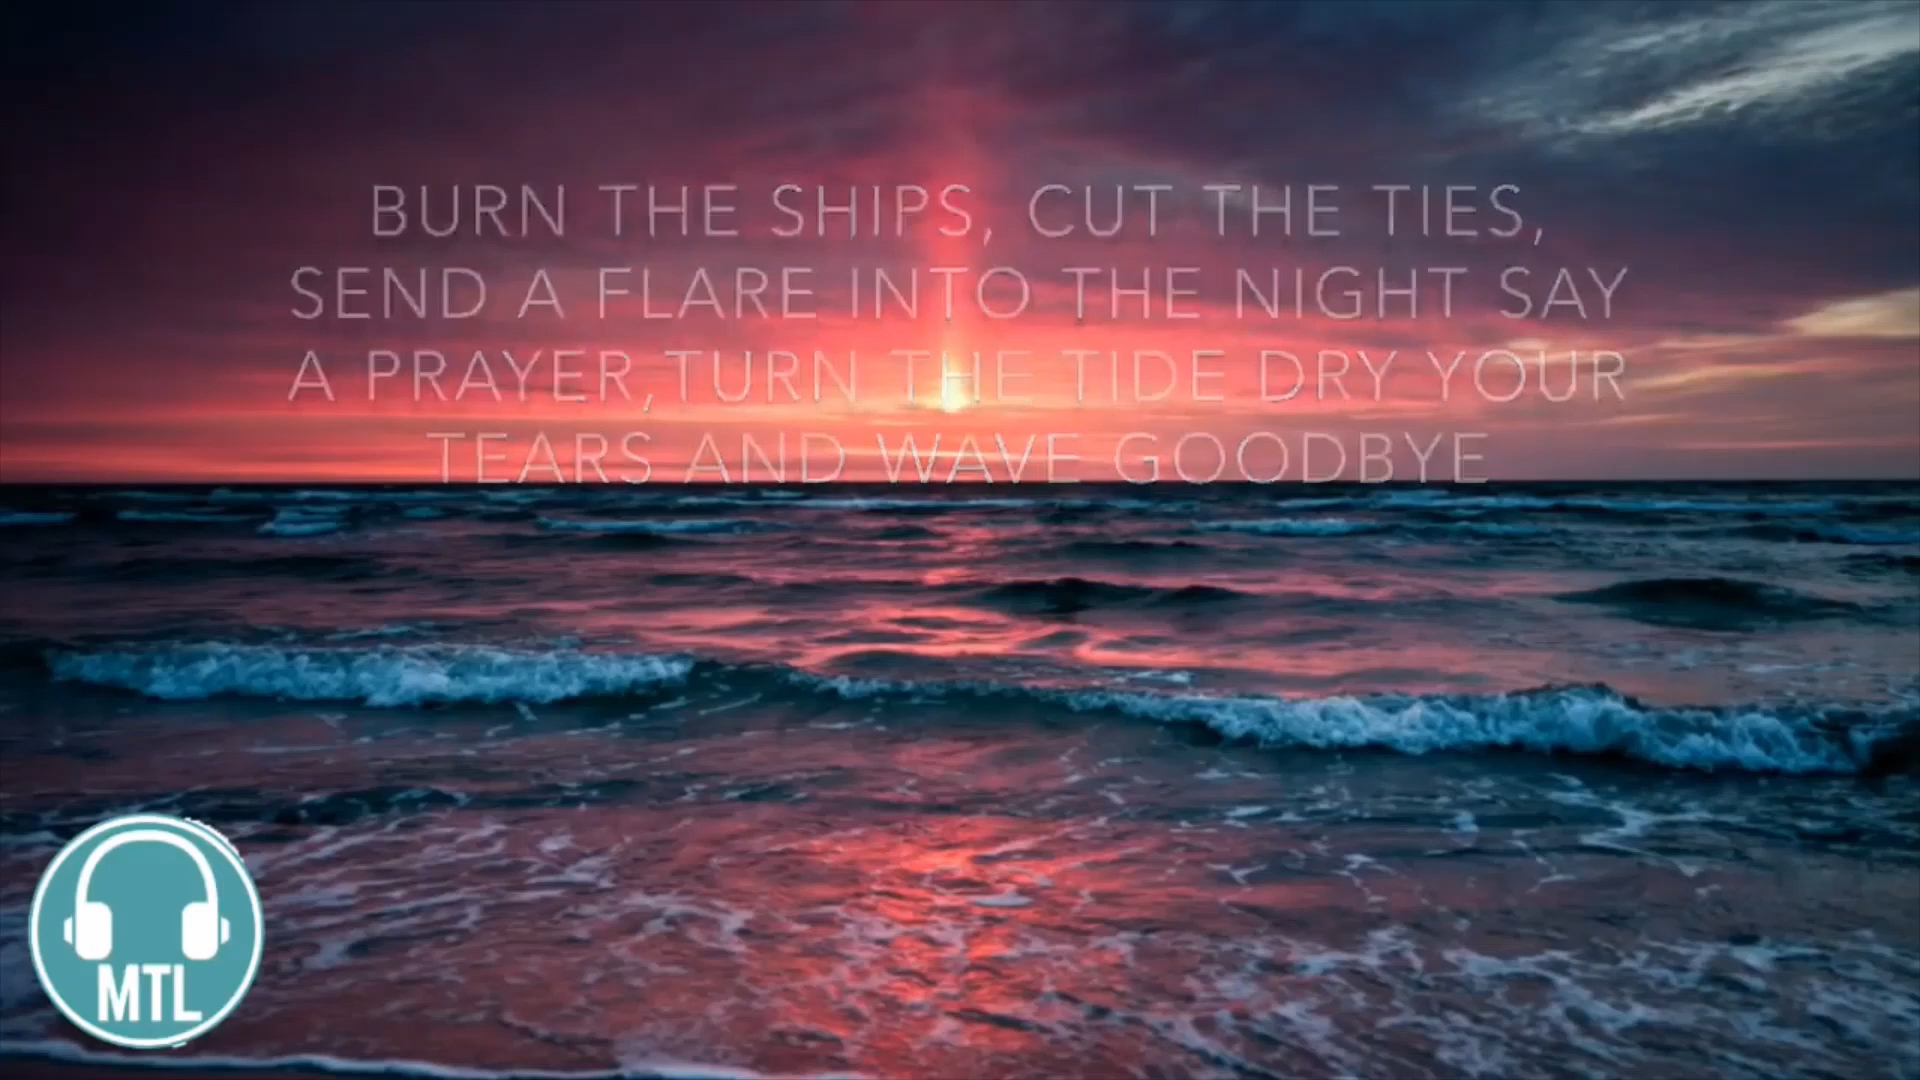 BURN THE SHIPS, CUT THE TIES,
SEND A FLARE INTO THE NIGHT SAY
A PRAYER,TURN THE TIDE DRY YOUR
TEARS AND WAVE GOODBYE
MTL